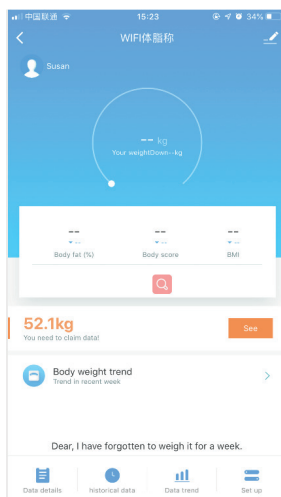 中国联通 15:23 34%
WIFI体脂称
Susan
-- kg
Your weightDown--kg
-- -- --
-- -- --
Body fat (%) Body score BMI
52.1kg
You need to claim data!
See
Body weight trend
Trend in recent week
Dear, I have forgotten to weigh it for a week.
Data details historical data Data trend Set up